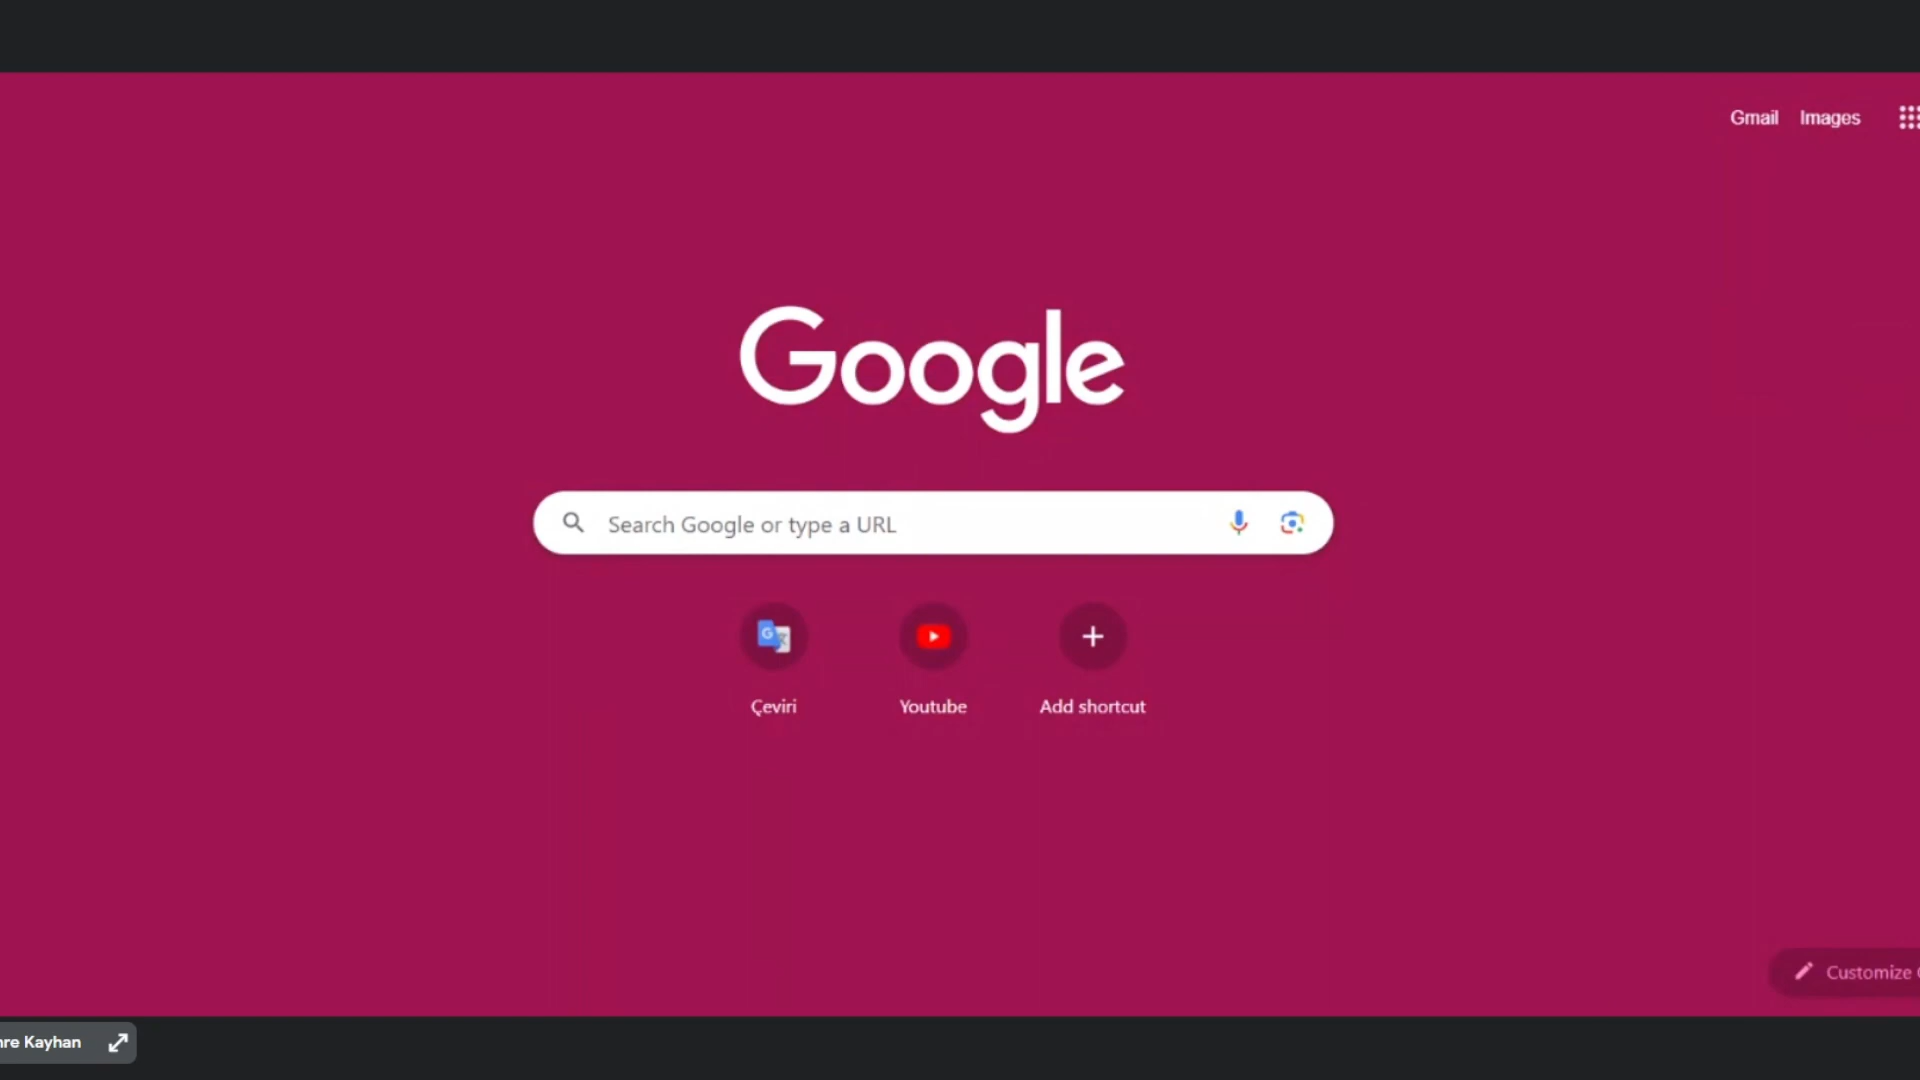 Gmail Images
Google
Search Google or type a URL
Çeviri Youtube Add shortcut
Customize
Kayhan